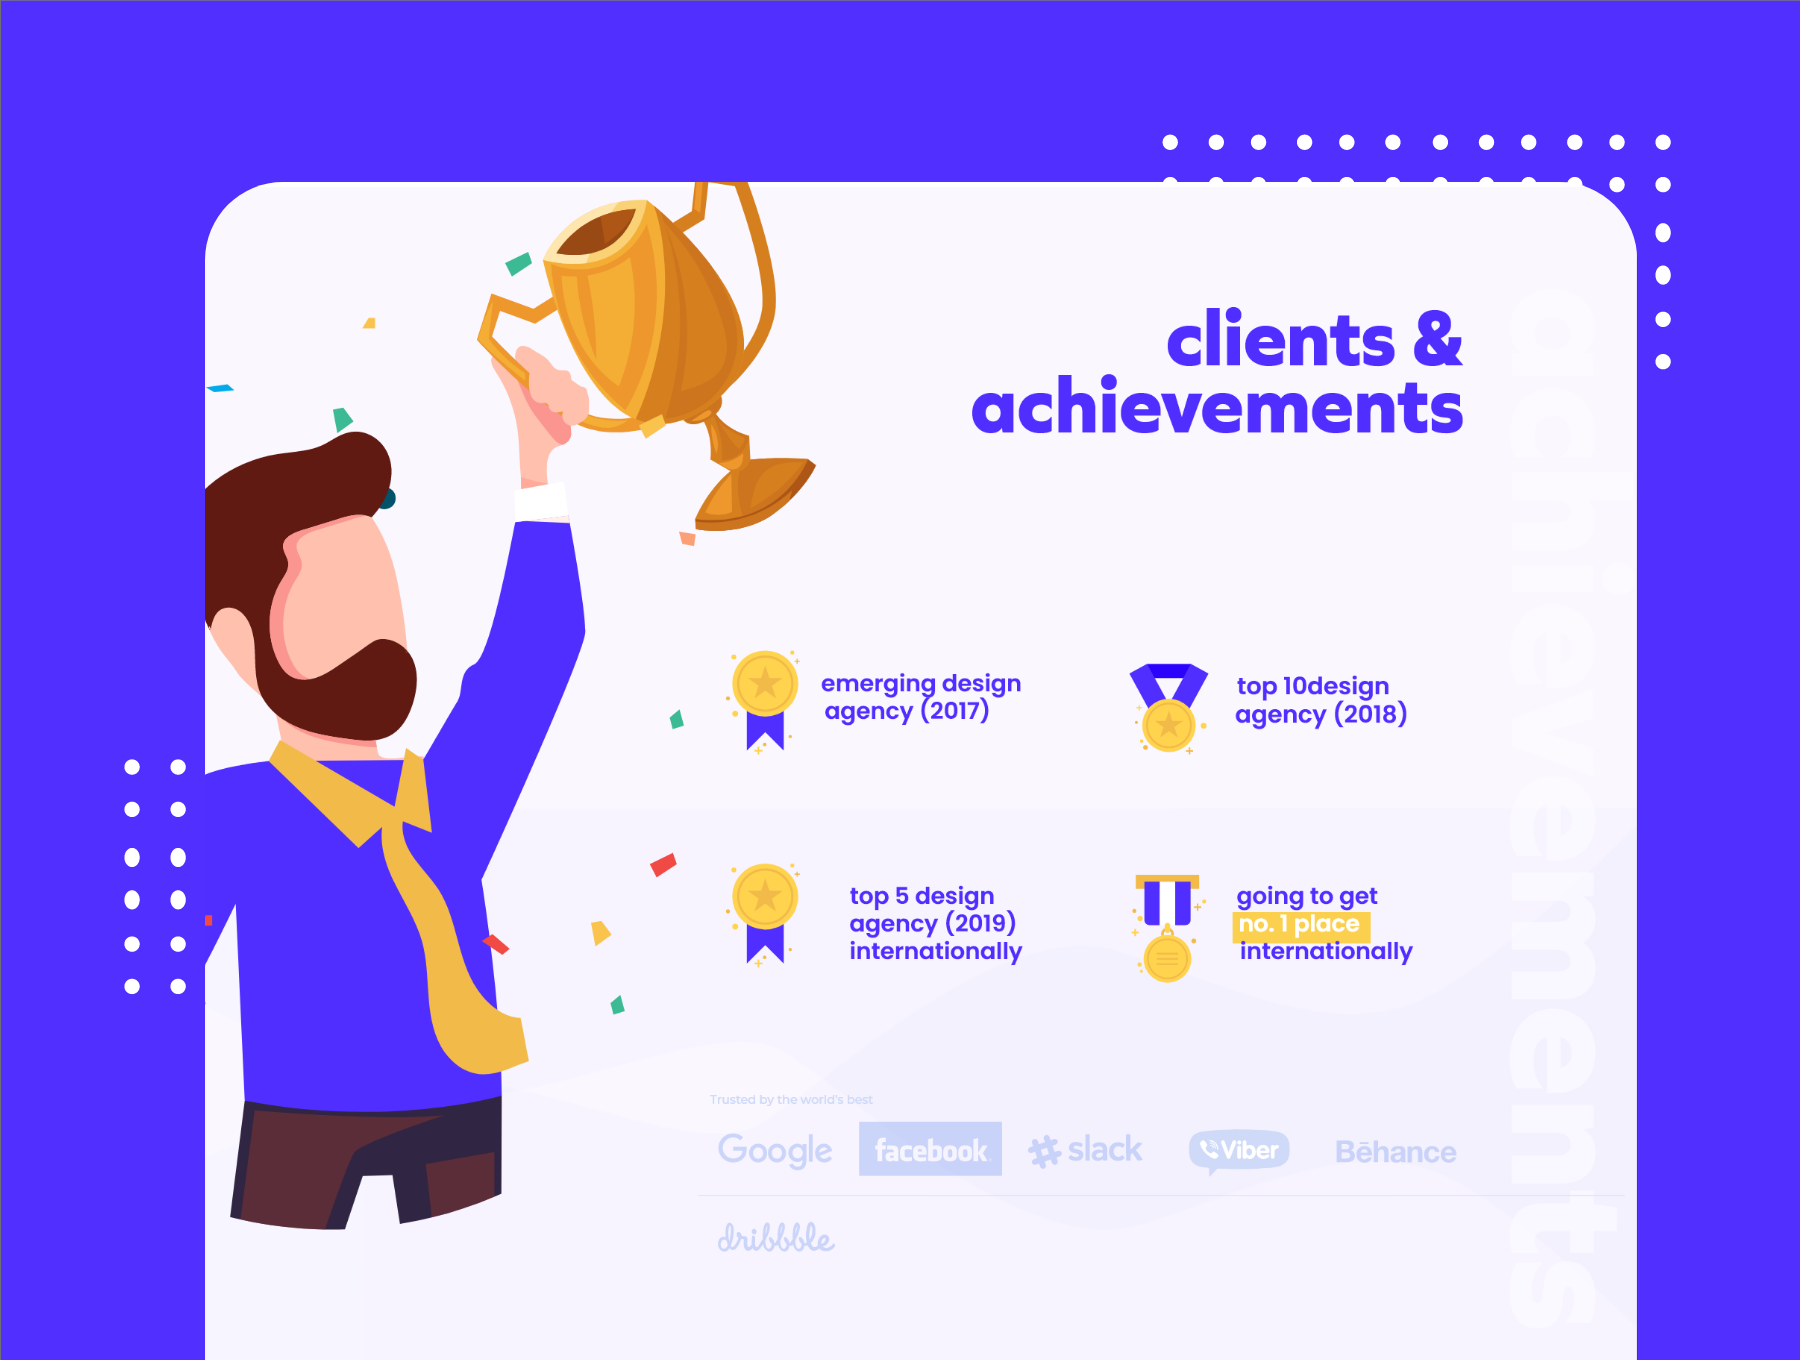 clients &
achievements
achievements
emerging design
agency (2017)
top 10design
agency (2018)
top 5 design
agency (2019)
internationally
going to get
no. 1 place
internationally
Trusted by the world's best
Google
facebook
slack
Viber
Bēhance
dribbble